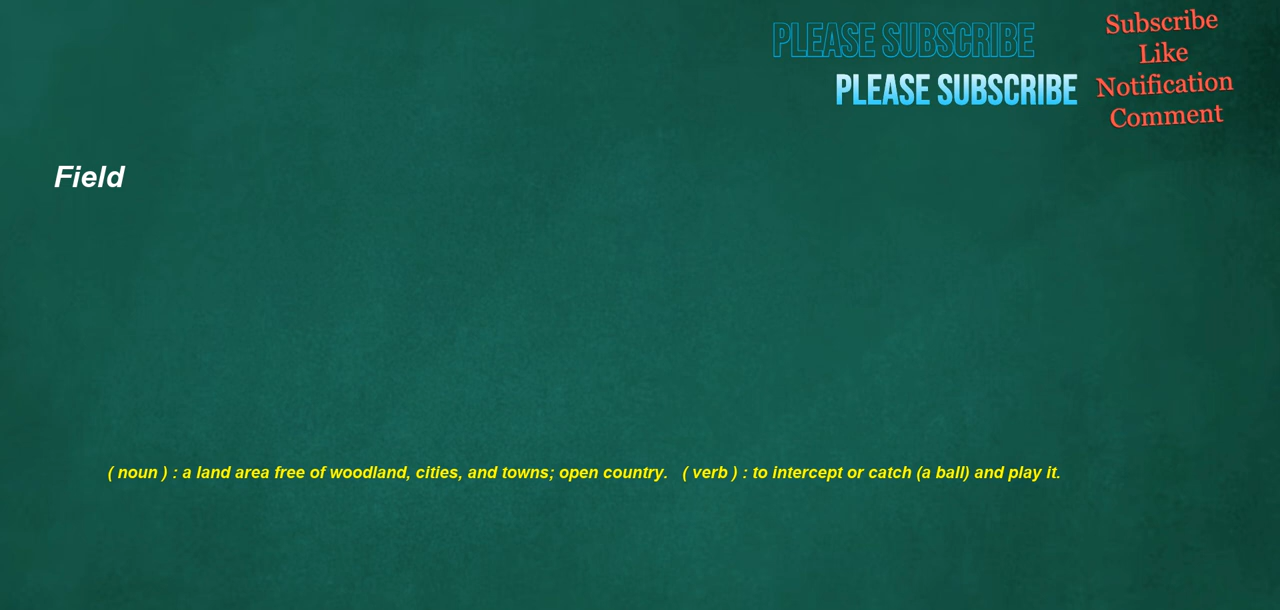 PLEASE SUBSCRIBE
PLEASE SUBSCRIBE
Subscribe
Like
Notification
Comment
Field
( noun ) : a land area free of woodland, cities, and towns; open country.   ( verb ) : to intercept or catch (a ball) and play it.